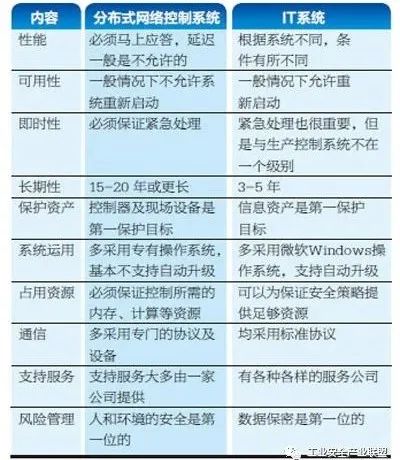 内容 分布式网络控制系统 IT系统
性能 必须马上应答，延迟 根据系统不同，条
一般是不允许的 件有所不同
可用性 一般情况下不允许系 一般情况下允许重
统重新启动 新启动
即时性 必须保证紧急处理 紧急处理也很重要，但
是与生产控制系统不在
一个级别
长期性 15-20 年或更长 3-5 年
保护资产 控制器及现场设备是 信息资产是第一保护
第一保护目标 目标
系统运用 多采用专有操作系统， 多采用微软Windows操
基本不支持自动升级 作系统，支持自动升级
占用资源 必须保证控制所需的 可以为保证安全策略提
内存、计算等资源 供足够资源
通信 多采用专门的协议及 均采用标准协议
设备
支持服务 支持服务大多由一家 有各种各样的服务公司
公司提供
风险管理 人和环境的安全是第 数据保密是第一位的
一位的
工业安全产业联盟